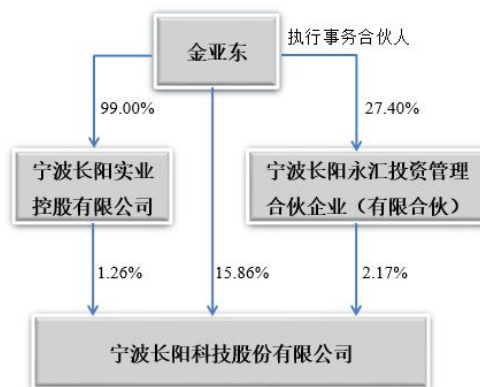 金亚东
执行事务合伙人
99.00%
27.40%
宁波长阳实业
控股有限公司
宁波长阳永汇投资管理
合伙企业（有限合伙）
1.26%
15.86%
2.17%
宁波长阳科技股份有限公司